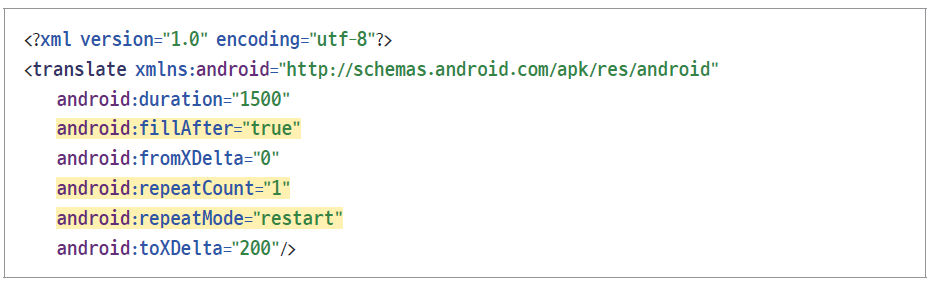 <?xml version="1.0" encoding="utf-8"?>
<translate xmlns:android="http://schemas.android.com/apk/res/android"
android:duration="1500"
android:fillAfter="true"
android:fromXDelta="0"
android:repeatCount="1"
android:repeatMode="restart"
android:toXDelta="200"/>